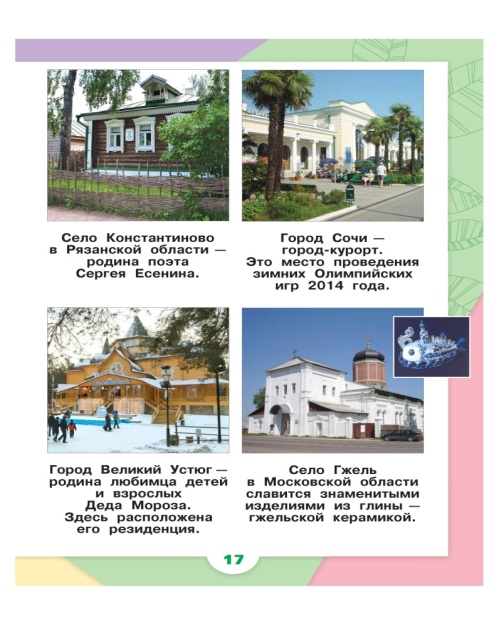 Село Константиново
в Рязанской области —
родина поэта
Сергея Есенина.
Город Сочи —
город-курорт.
Это место проведения
зимних Олимпийских
игр 2014 года.
Город Великий Устюг —
родина любимца детей
и взрослых
Деда Мороза.
Здесь расположена
его резиденция.
Село Гжель
в Московской области
славится знаменитыми
изделиями из глины —
гжельской керамикой.
17